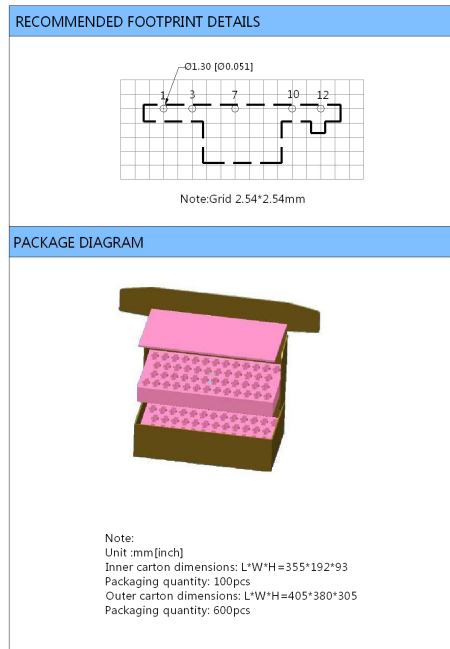 RECOMMENDED FOOTPRINT DETAILS
Ø1.30 [Ø0.051]
1 3 7 10 12
Note:Grid 2.54*2.54mm
PACKAGE DIAGRAM
Note:
Unit :mm[inch]
Inner carton dimensions: L*W*H=355*192*93
Packaging quantity: 100pcs
Outer carton dimensions: L*W*H=405*380*305
Packaging quantity: 600pcs